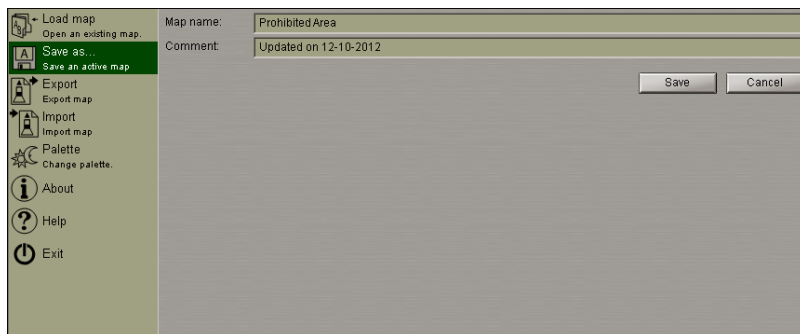 Load map
Open an existing map.
Save as...
Save an active map
Export
Export map
Import
Import map
Palette
Change palette.
About
Help
Exit
Map name:
Prohibited Area
Comment:
Updated on 12-10-2012
Save
Cancel